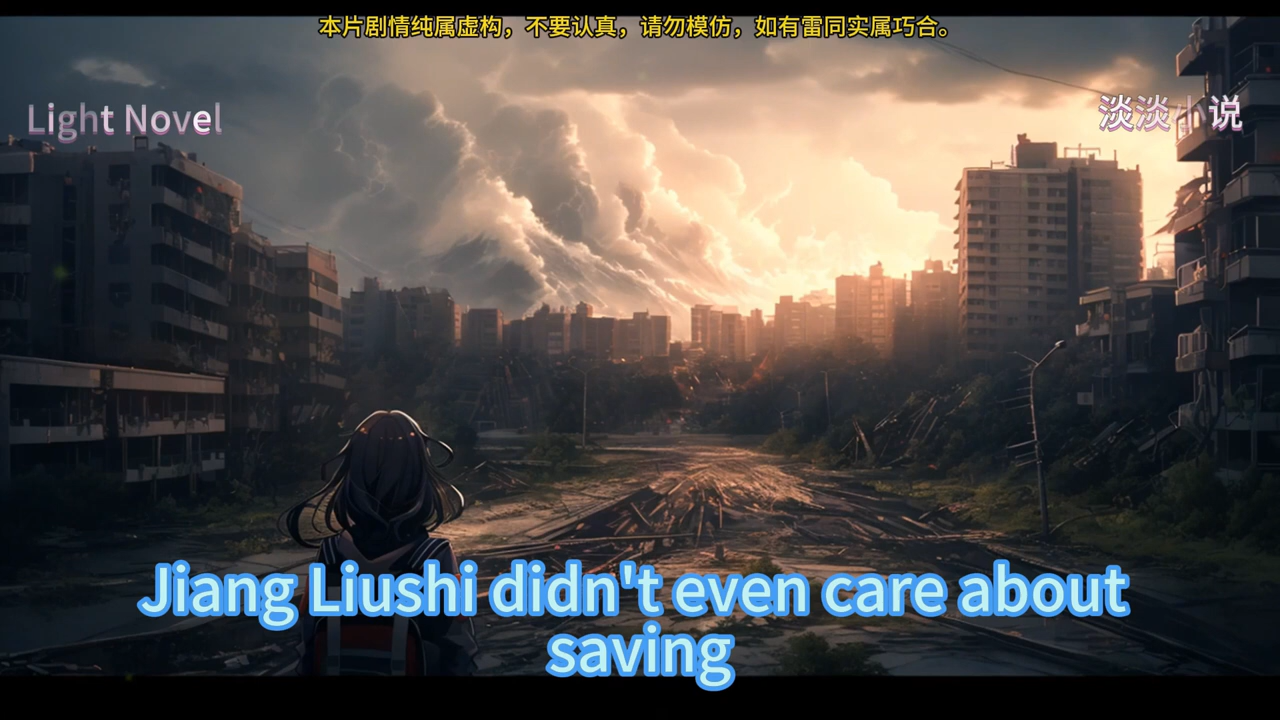 本片剧情纯属虚构，不要认真，请勿模仿，如有雷同实属巧合。
Light Novel
淡淡小说
Jiang Liushi didn't even care about
saving